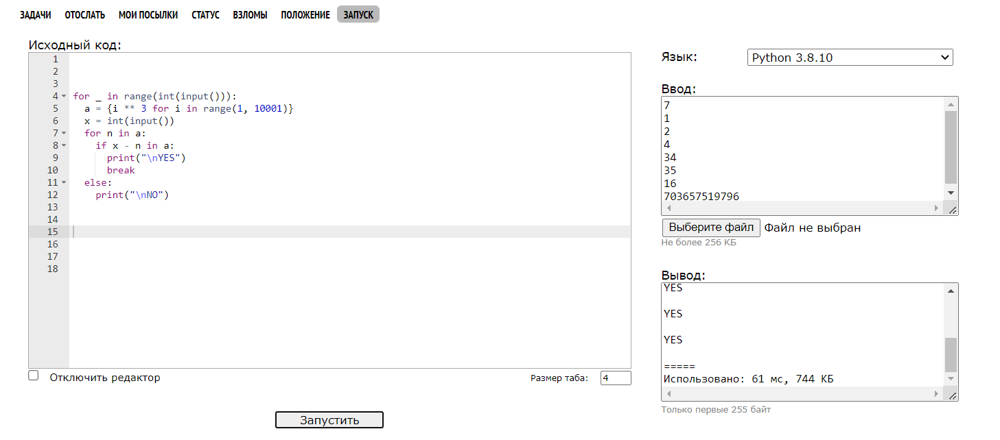 ЗАДАЧИ ОТОСЛАТЬ МОИ ПОСЫЛКИ СТАТУС ВЗЛОМЫ ПОЛОЖЕНИЕ ЗАПУСК
Исходный код:
1
2
3
4 for _ in range(int(input())):
5 a = {i ** 3 for i in range(1, 10001)}
6 x = int(input())
7 for n in a:
8 if x - n in a:
9 print("\nYES")
10 break
11 else:
12 print("\nNO")
13
14
15
16
17
18
Отключить редактор
Размер таба: 4
Запустить
Язык: Python 3.8.10
Ввод:
7
1
2
4
34
35
16
703657519796
Выберите файл Файл не выбран
Не более 256 КБ
Вывод:
YES
YES
YES
=====
Использовано: 61 мс, 744 КБ
Только первые 255 байт